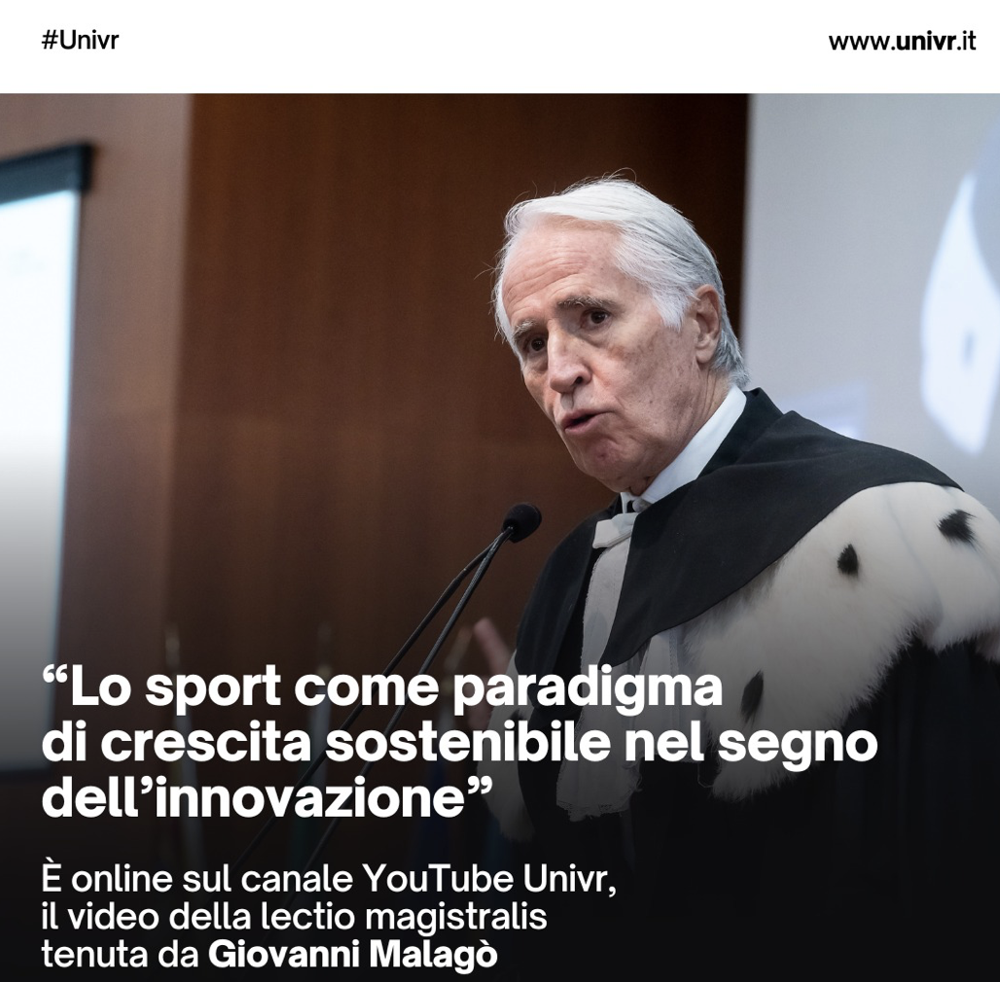 #Univr
www.univr.it
“Lo sport come paradigma
di crescita sostenibile nel segno
dell’innovazione”
È online sul canale YouTube Univr,
il video della lectio magistralis
tenuta da Giovanni Malagò